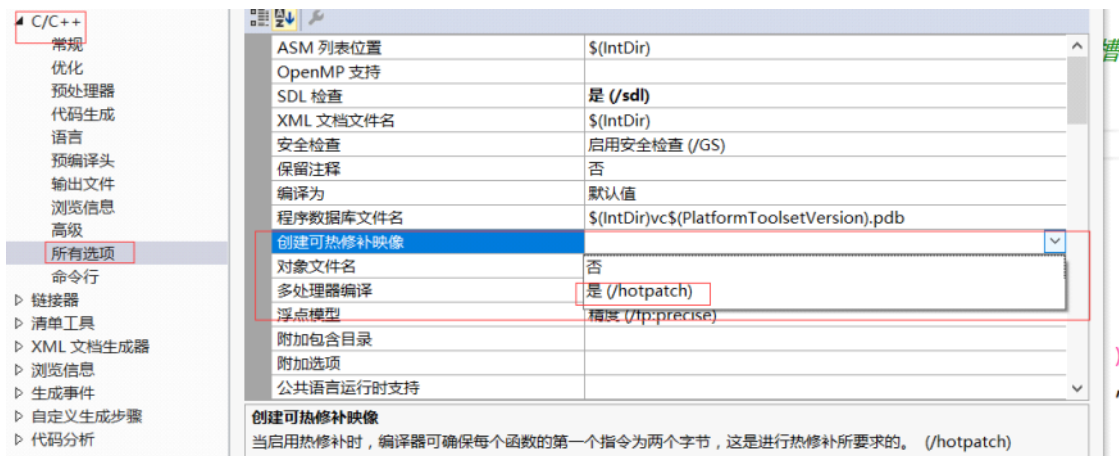 C/C++
常规
优化
预处理器
代码生成
语言
预编译头
输出文件
浏览信息
高级
所有选项
命令行
链接器
清单工具
XML 文档生成器
浏览信息
生成事件
自定义生成步骤
代码分析
ASM 列表位置 $(IntDir)
OpenMP 支持
SDL 检查 是 (/sdl)
XML 文档文件名 $(IntDir)
安全检查 启用安全检查 (/GS)
保留注释 否
编译为 默认值
程序数据库文件名 $(IntDir)vc$(PlatformToolsetVersion).pdb
创建可热修补映像
对象文件名 否
多处理器编译 是 (/hotpatch)
浮点模型 精度 (/fp:precise)
附加包含目录
附加选项
公共语言运行时支持
创建可热修补映像
当启用热修补时，编译器可确保每个函数的第一个指令为两个字节，这是进行热修补所要求的。 (/hotpatch)